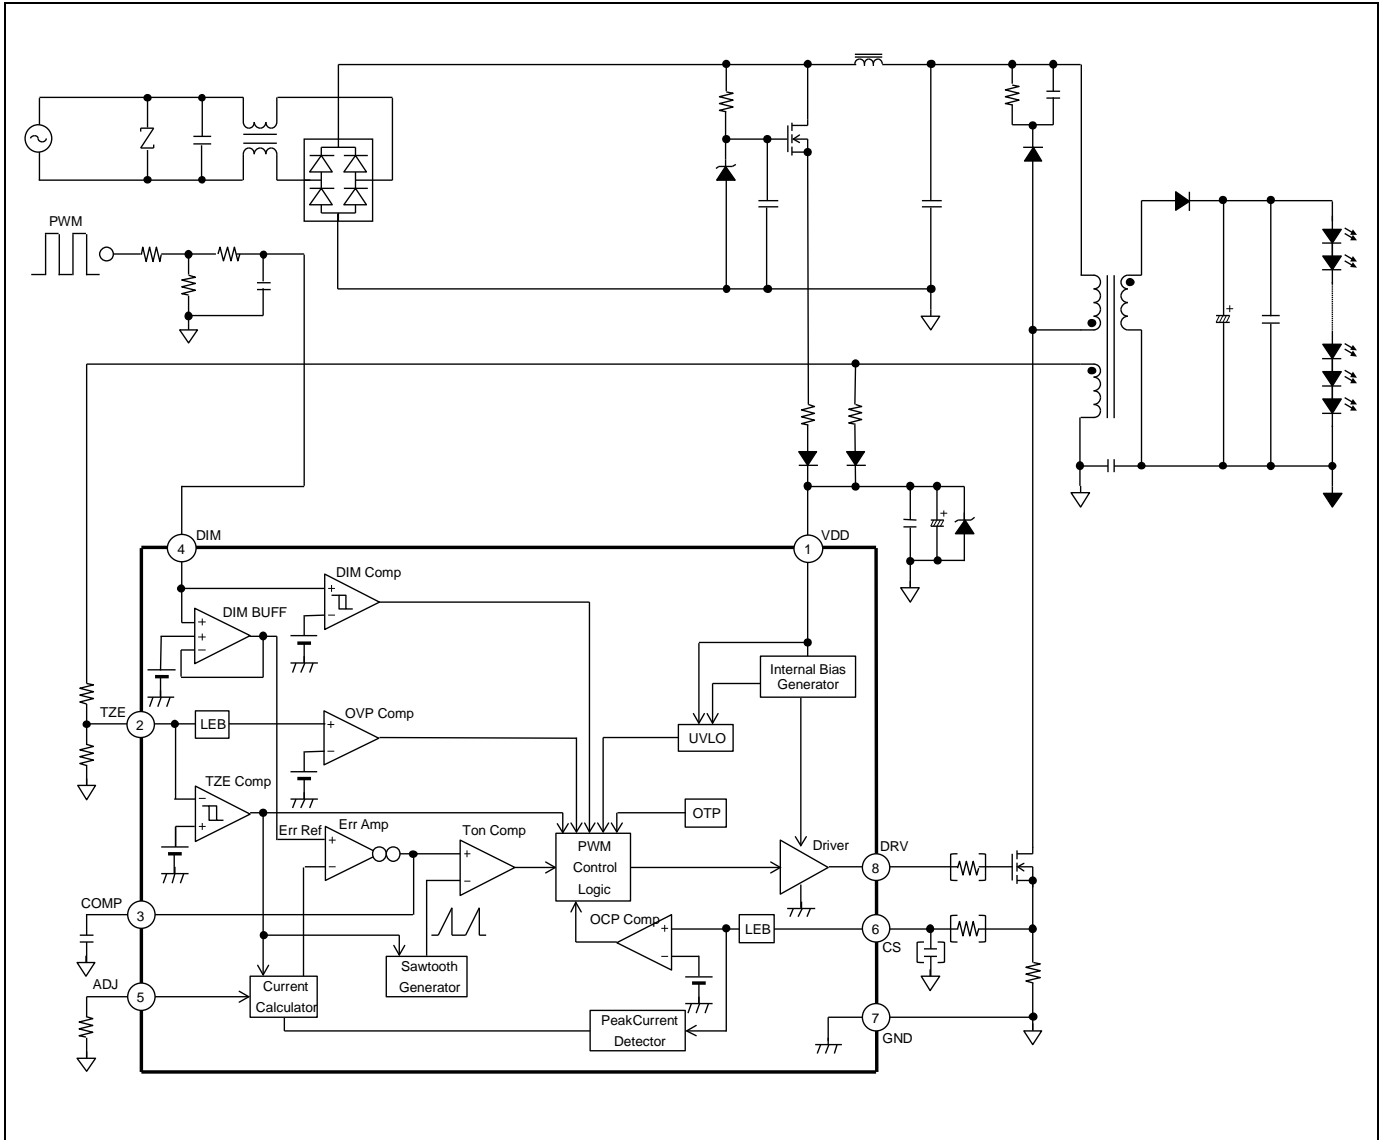 PWM
+
+
DIM
4
VDD
1
DIM Comp
+
−
DIM BUFF
+
+
−
Internal Bias
Generator
TZE
2
LEB
OVP Comp
+
−
UVLO
TZE Comp
−
+
OTP
Err Ref
Err Amp
+
−
Ton Comp
+
−
PWM
Control
Logic
Driver
DRV
8
COMP
3
OCP Comp
+
−
LEB
6
CS
Sawtooth
Generator
ADJ
5
Current
Calculator
PeakCurrent
Detector
7
GND